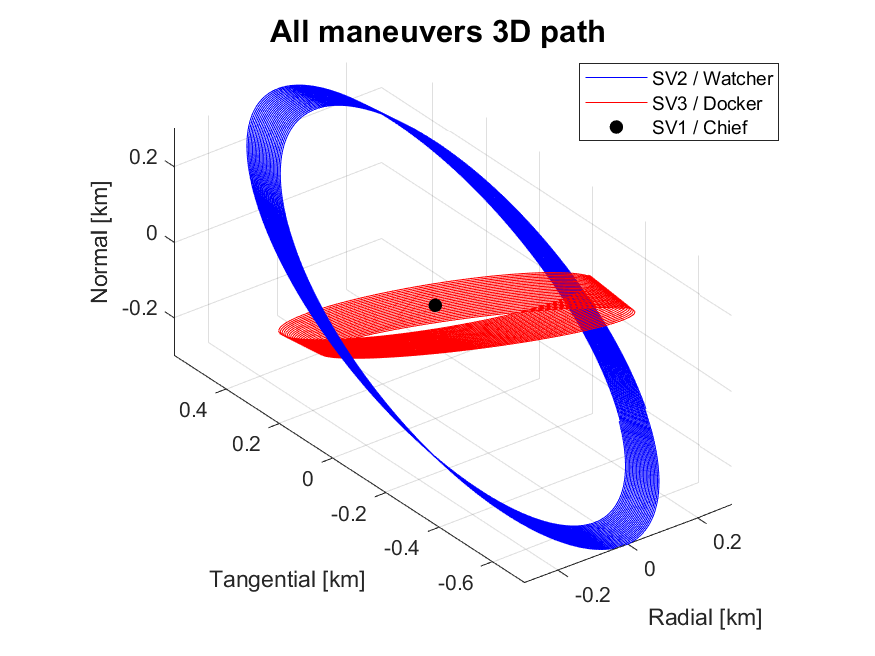 All maneuvers 3D path
SV2 / Watcher
SV3 / Docker
SV1 / Chief
Normal [km]
0.2
0
-0.2
0.4
0.2
0
-0.2
-0.4
-0.6
Tangential [km]
-0.2
0
0.2
Radial [km]